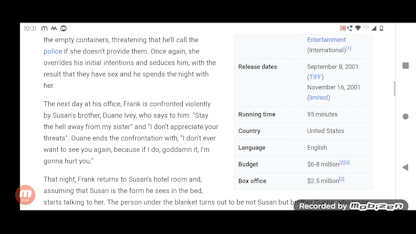 10:31
the empty containers, threatening that he'll call the
police if she doesn't provide them. Once again, she
overrides his initial intentions and seduces him, with the
result that they have sex and he spends the night with
her.
The next day at his office, Frank is confronted violently
by Susan's brother, Duane Ivey, who says to him: "Stay
the hell away from my sister" and "I don't appreciate your
threats". Duane ends the confrontation with, "I don't ever
want to see you again, because if I do, goddamn it, I'm
gonna hurt you."
That night, Frank returns to Susan's hotel room and,
assuming that Susan is the form he sees in the bed,
starts talking to her. The person under the blanket turns out to be not Susan but
Entertainment
(International)[1]
Release dates September 8, 2001
(TIFF)
November 16, 2001
(limited)
Running time 95 minutes
Country United States
Language English
Budget $6-8 million
Box office $2.5 million
Recorded by Mobizen